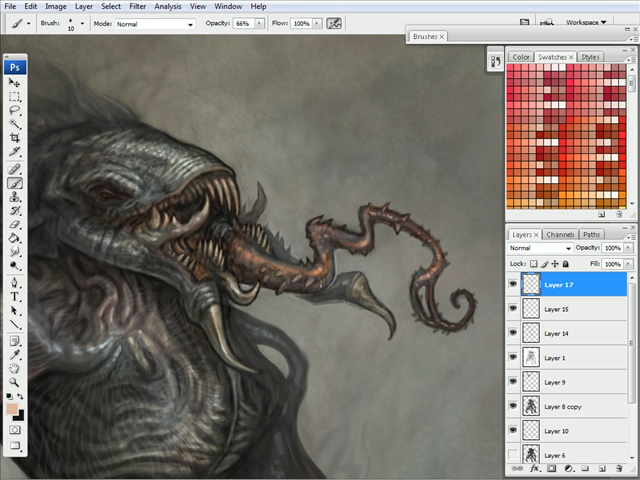 File Edit Image Layer Select Filter Analysis View Window Help
Brush: 10 Mode: Normal Opacity: 66% Flow: 100% Workspace
Brushes ×
Ps
Color Swatches × Styles
Layers × Channels Paths
Normal Opacity: 100%
Lock: Fill: 100%
Layer 17
Layer 15
Layer 14
Layer 1
Layer 9
Layer 8 copy
Layer 10
Layer 6
T
fx